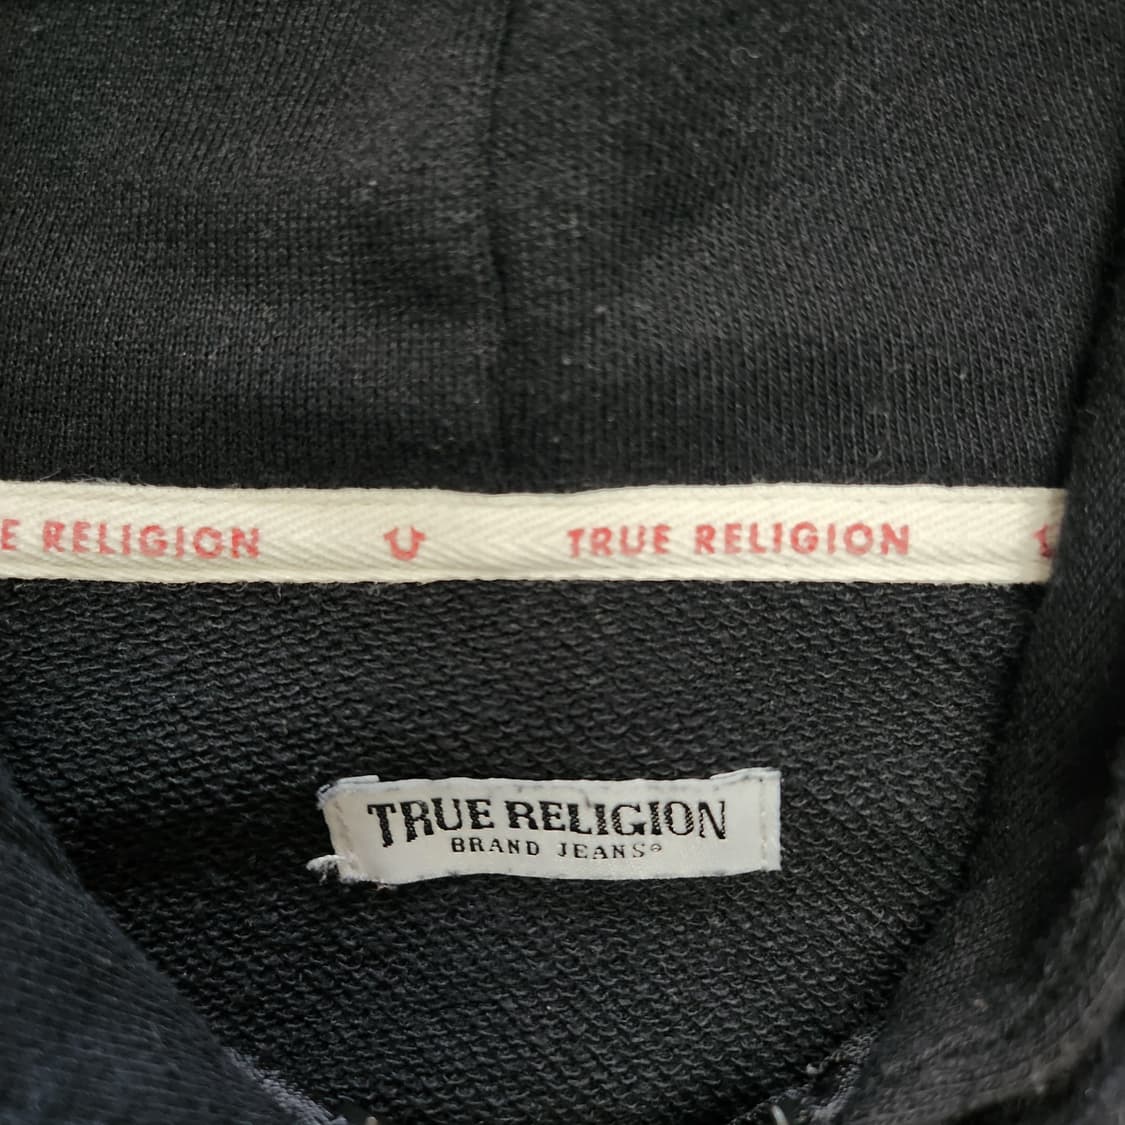 E RELIGION TRUE RELIGION
TRUE RELIGION
BRAND JEANS®